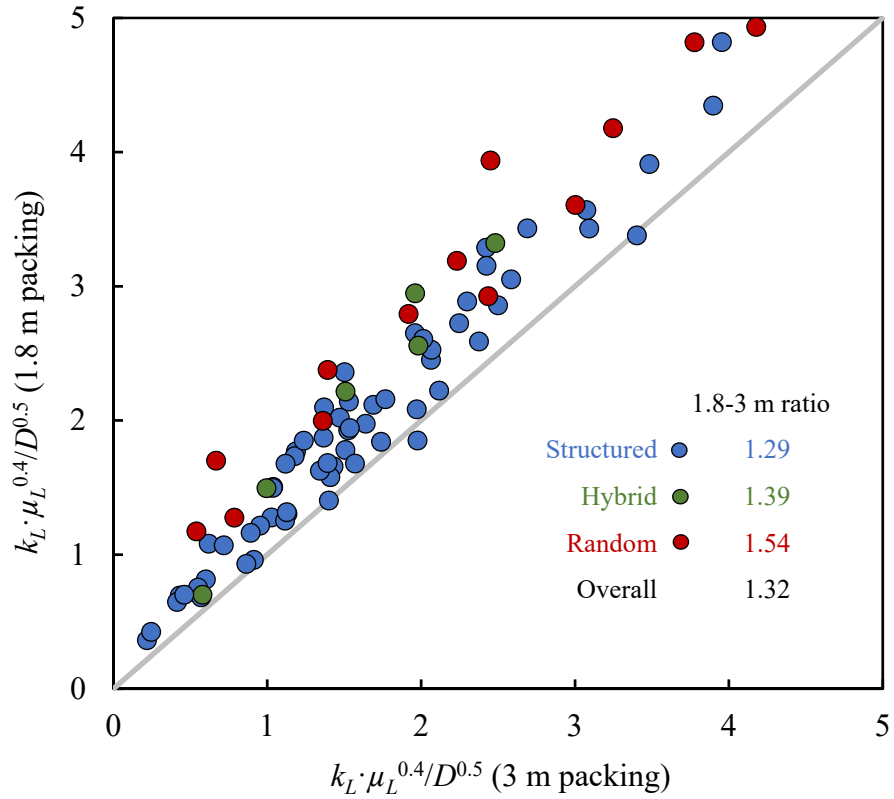 5
4
3
2
1
0
0 1 2 3 4 5
k_L·μ_L^0.4/D^0.5 (1.8 m packing)
k_L·μ_L^0.4/D^0.5 (3 m packing)
1.8-3 m ratio
Structured 1.29
Hybrid 1.39
Random 1.54
Overall 1.32